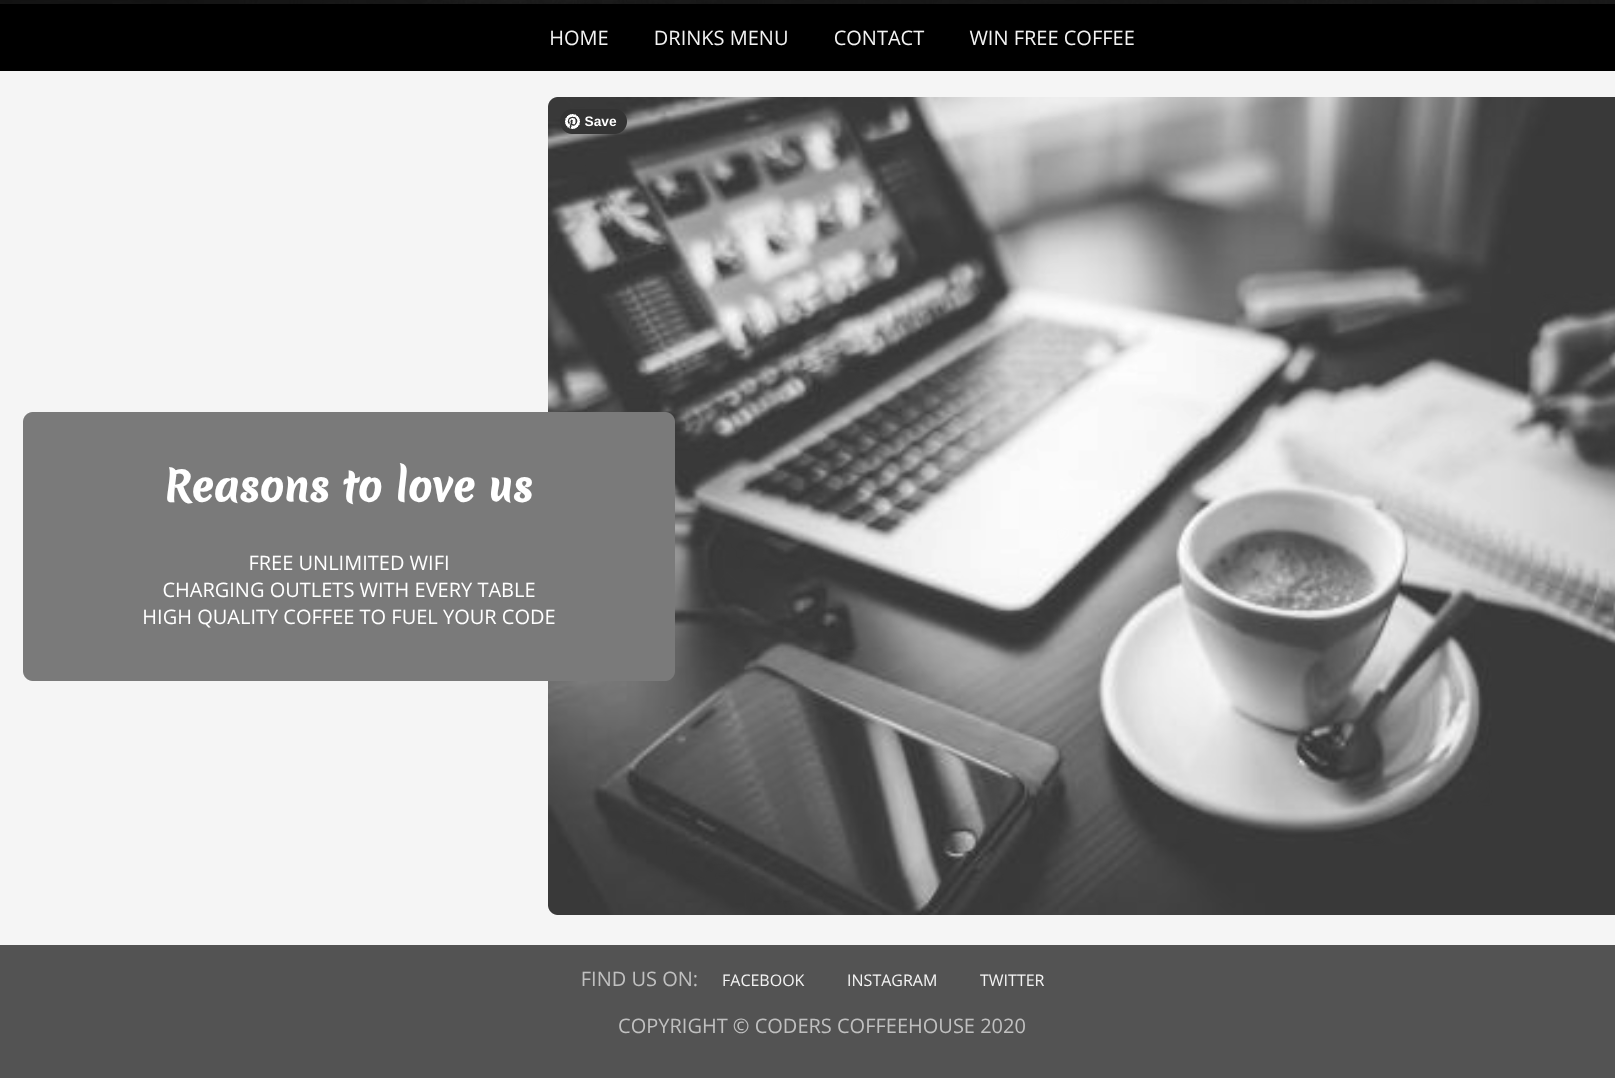 HOME DRINKS MENU CONTACT WIN FREE COFFEE
Save
Reasons to love us
FREE UNLIMITED WIFI
CHARGING OUTLETS WITH EVERY TABLE
HIGH QUALITY COFFEE TO FUEL YOUR CODE
FIND US ON: FACEBOOK INSTAGRAM TWITTER
COPYRIGHT © CODERS COFFEEHOUSE 2020